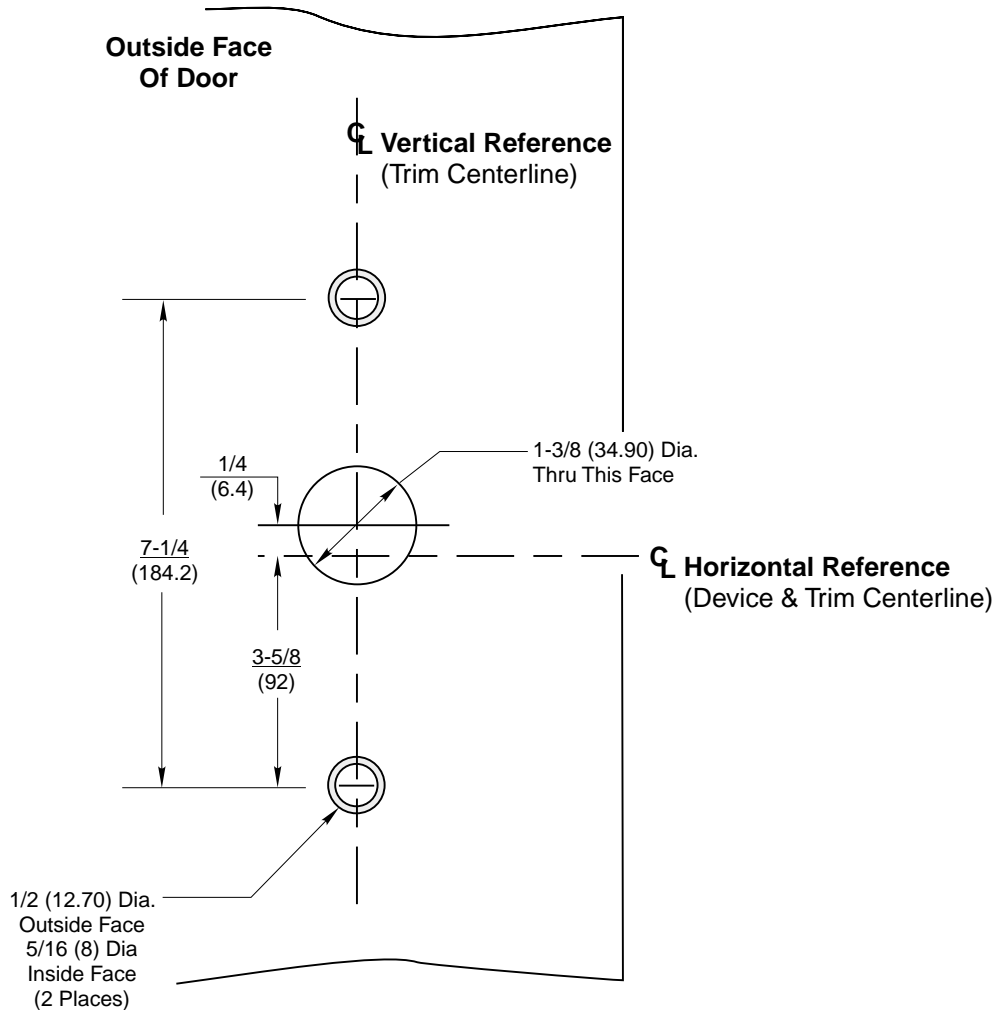 Outside Face
Of Door
℄ Vertical Reference
(Trim Centerline)
1/4
(6.4)
1-3/8 (34.90) Dia.
Thru This Face
7-1/4
(184.2)
℄ Horizontal Reference
(Device & Trim Centerline)
3-5/8
(92)
1/2 (12.70) Dia.
Outside Face
5/16 (8) Dia
Inside Face
(2 Places)